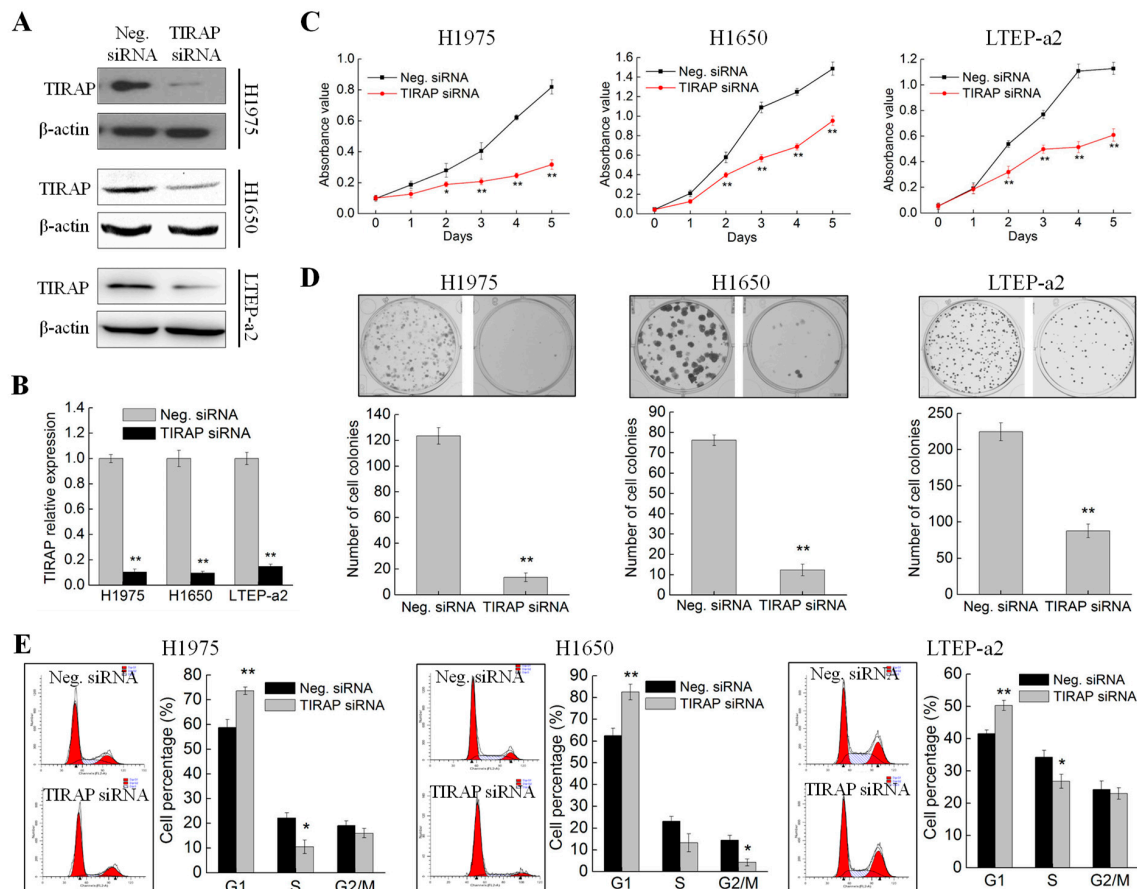 A
Neg. siRNA
TIRAP siRNA
TIRAP
β-actin
H1975
TIRAP
β-actin
H1650
TIRAP
β-actin
LTEP-a2
B
TIRAP relative expression
1.4
1.2
1.0
0.8
0.6
0.4
0.2
0.0
Neg. siRNA
TIRAP siRNA
**
**
**
H1975 H1650 LTEP-a2
C
H1975
Absorbance value
1.0
0.8
0.6
0.4
0.2
0.0
Neg. siRNA
TIRAP siRNA
* ** ** **
0 1 2 3 4 5
Days
H1650
Absorbance value
1.6
1.4
1.2
1.0
0.8
0.6
0.4
0.2
0.0
Neg. siRNA
TIRAP siRNA
** ** ** **
0 1 2 3 4 5
Days
LTEP-a2
Absorbance value
1.2
1.0
0.8
0.6
0.4
0.2
0.0
Neg. siRNA
TIRAP siRNA
** ** ** **
0 1 2 3 4 5
Days
D
H1975
Number of cell colonies
140
120
100
80
60
40
20
0
**
Neg. siRNA TIRAP siRNA
H1650
Number of cell colonies
90
80
70
60
50
40
30
20
10
0
**
Neg. siRNA TIRAP siRNA
LTEP-a2
Number of cell colonies
250
200
150
100
50
0
**
Neg. siRNA TIRAP siRNA
E
H1975
Neg. siRNA
TIRAP siRNA
Cell percentage (%)
80
70
60
50
40
30
20
10
0
Neg. siRNA
TIRAP siRNA
**
*
G1 S G2/M
H1650
Neg. siRNA
TIRAP siRNA
Cell percentage (%)
100
90
80
70
60
50
40
30
20
10
0
Neg. siRNA
TIRAP siRNA
**
*
G1 S G2/M
LTEP-a2
Neg. siRNA
TIRAP siRNA
Cell percentage (%)
60
50
40
30
20
10
0
Neg. siRNA
TIRAP siRNA
**
*
G1 S G2/M